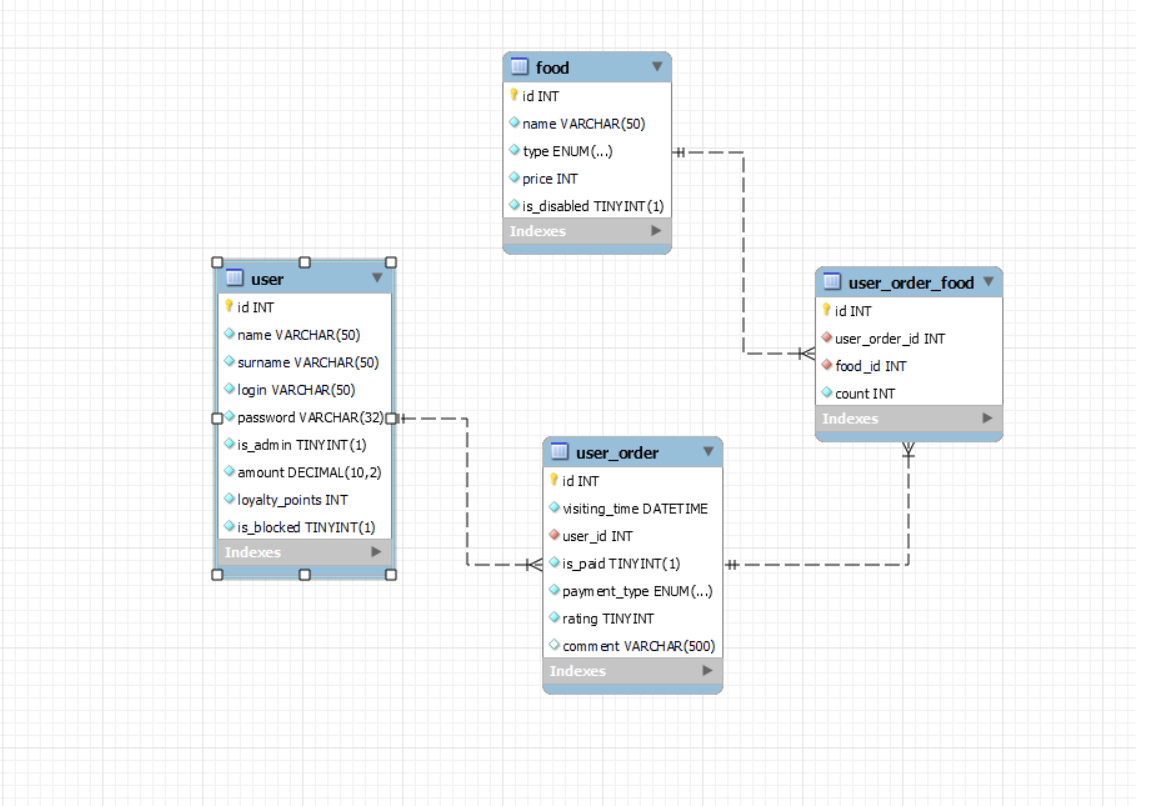 food
id INT
name VARCHAR(50)
type ENUM(...)
price INT
is_disabled TINYINT(1)
Indexes
user
id INT
name VARCHAR(50)
surname VARCHAR(50)
login VARCHAR(50)
password VARCHAR(32)
is_admin TINYINT(1)
amount DECIMAL(10,2)
loyalty_points INT
is_blocked TINYINT(1)
Indexes
user_order_food
id INT
user_order_id INT
food_id INT
count INT
Indexes
user_order
id INT
visiting_time DATETIME
user_id INT
is_paid TINYINT(1)
payment_type ENUM(...)
rating TINYINT
comment VARCHAR(500)
Indexes